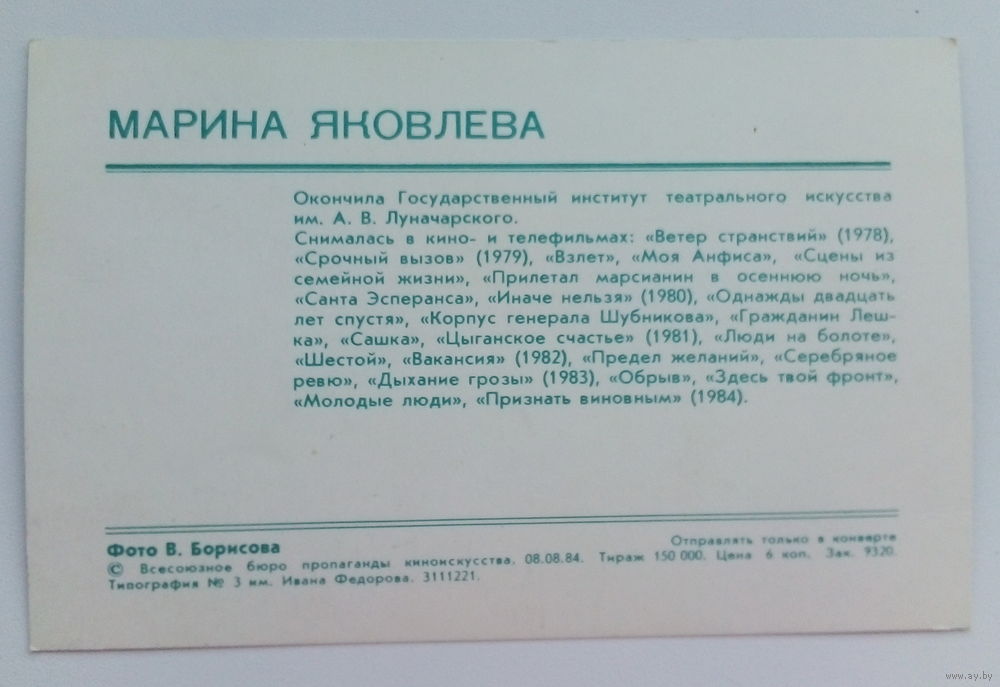 МАРИНА ЯКОВЛЕВА
Окончила Государственный институт театрального искусства
им. А. В. Луначарского.
Снималась в кино- и телефильмах: «Ветер странствий» (1978),
«Срочный вызов» (1979), «Взлет», «Моя Анфиса», «Сцены из
семейной жизни», «Прилетал марсианин в осеннюю ночь»,
«Санта Эсперанса», «Иначе нельзя» (1980), «Однажды двадцать
лет спустя», «Корпус генерала Шубникова», «Гражданин Леш-
ка», «Сашка», «Цыганское счастье» (1981), «Люди на болоте»,
«Шестой», «Вакансия» (1982), «Предел желаний», «Серебряное
ревю», «Дыхание грозы» (1983), «Обрыв», «Здесь твой фронт»,
«Молодые люди», «Признать виновным» (1984).
Фото В. Борисова
Отправлять только в конверте
© Всесоюзное бюро пропаганды киноискусства. 08.08.84. Тираж 150 000. Цена 6 коп. Зак. 9320.
Типография № 3 им. Ивана Федорова. 3111221.
www.ay.by